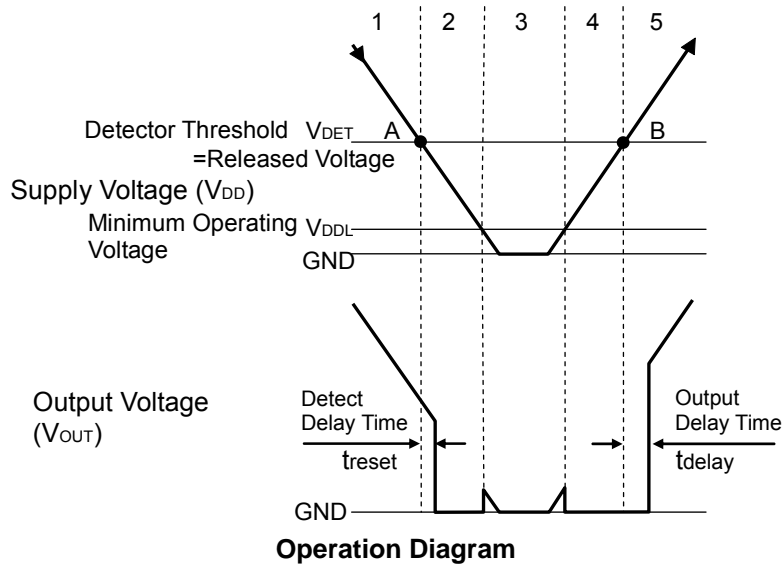 1 2 3 4 5
Detector Threshold VDET A B
=Released Voltage
Supply Voltage (VDD)
Minimum Operating VDDL
Voltage
GND
Output Voltage
(VOUT)
Detect
Delay Time
treset
Output
Delay Time
tdelay
GND
Operation Diagram